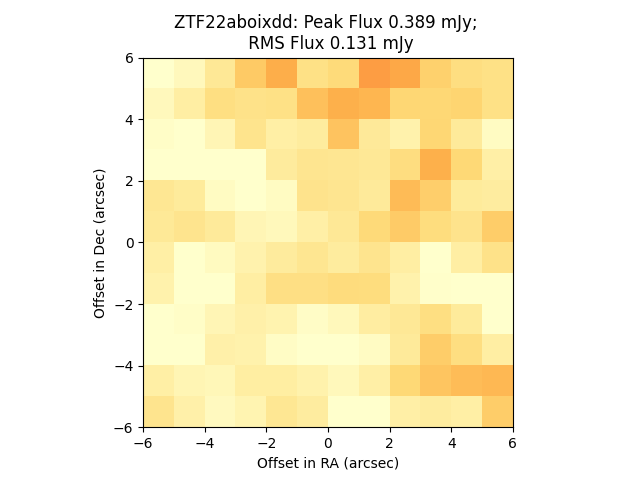 ZTF22aboixdd: Peak Flux 0.389 mJy;
RMS Flux 0.131 mJy
6
4
2
0
−2
−4
−6
Offset in Dec (arcsec)
−6 −4 −2 0 2 4 6
Offset in RA (arcsec)